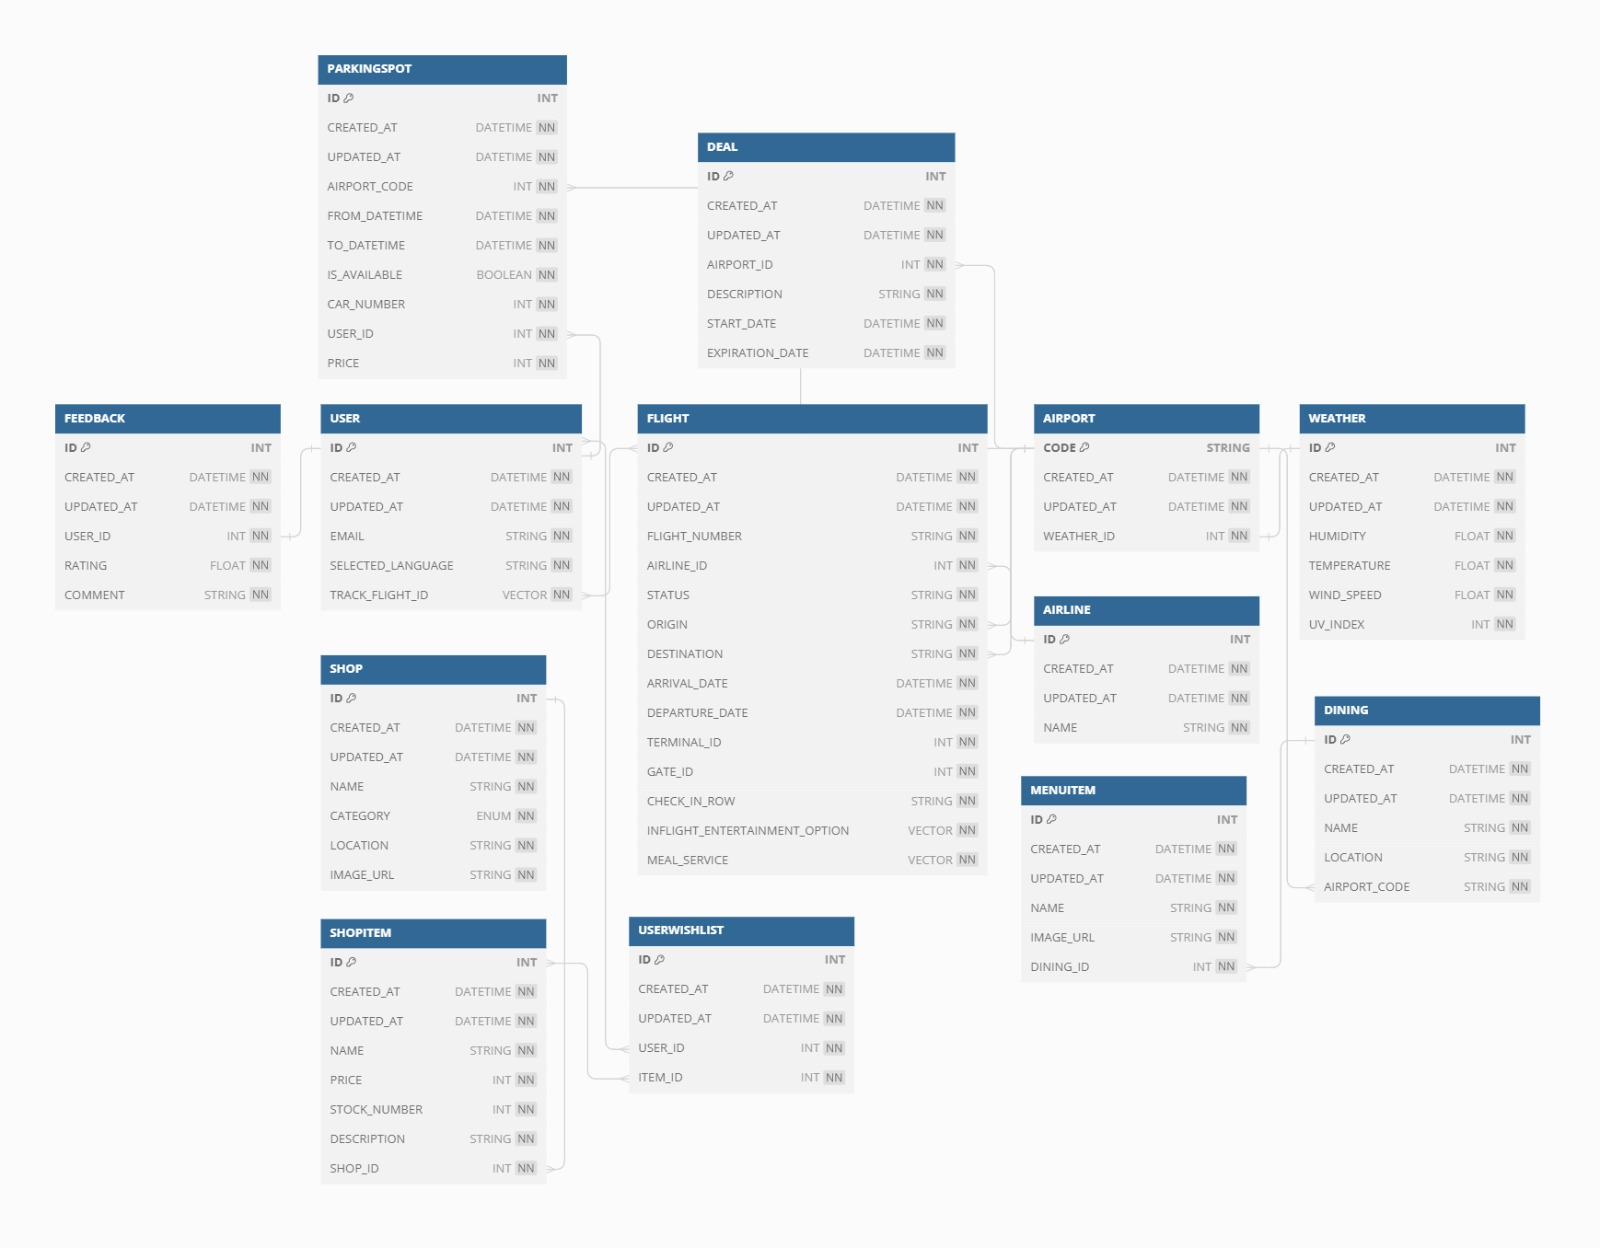 PARKINGSPOT
ID INT
CREATED_AT DATETIME NN
UPDATED_AT DATETIME NN
AIRPORT_CODE INT NN
FROM_DATETIME DATETIME NN
TO_DATETIME DATETIME NN
IS_AVAILABLE BOOLEAN NN
CAR_NUMBER INT NN
USER_ID INT NN
PRICE INT NN
DEAL
ID INT
CREATED_AT DATETIME NN
UPDATED_AT DATETIME NN
AIRPORT_ID INT NN
DESCRIPTION STRING NN
START_DATE DATETIME NN
EXPIRATION_DATE DATETIME NN
FEEDBACK
ID INT
CREATED_AT DATETIME NN
UPDATED_AT DATETIME NN
USER_ID INT NN
RATING FLOAT NN
COMMENT STRING NN
USER
ID INT
CREATED_AT DATETIME NN
UPDATED_AT DATETIME NN
EMAIL STRING NN
SELECTED_LANGUAGE STRING NN
TRACK_FLIGHT_ID VECTOR NN
FLIGHT
ID INT
CREATED_AT DATETIME NN
UPDATED_AT DATETIME NN
FLIGHT_NUMBER STRING NN
AIRLINE_ID INT NN
STATUS STRING NN
ORIGIN STRING NN
DESTINATION STRING NN
ARRIVAL_DATE DATETIME NN
DEPARTURE_DATE DATETIME NN
TERMINAL_ID INT NN
GATE_ID INT NN
CHECK_IN_ROW STRING NN
INFLIGHT_ENTERTAINMENT_OPTION VECTOR NN
MEAL_SERVICE VECTOR NN
AIRPORT
CODE STRING
CREATED_AT DATETIME NN
UPDATED_AT DATETIME NN
WEATHER_ID INT NN
WEATHER
ID INT
CREATED_AT DATETIME NN
UPDATED_AT DATETIME NN
HUMIDITY FLOAT NN
TEMPERATURE FLOAT NN
WIND_SPEED FLOAT NN
UV_INDEX INT NN
AIRLINE
ID INT
CREATED_AT DATETIME NN
UPDATED_AT DATETIME NN
NAME STRING NN
SHOP
ID INT
CREATED_AT DATETIME NN
UPDATED_AT DATETIME NN
NAME STRING NN
CATEGORY ENUM NN
LOCATION STRING NN
IMAGE_URL STRING NN
DINING
ID INT
CREATED_AT DATETIME NN
UPDATED_AT DATETIME NN
NAME STRING NN
LOCATION STRING NN
AIRPORT_CODE STRING NN
MENUITEM
ID INT
CREATED_AT DATETIME NN
UPDATED_AT DATETIME NN
NAME STRING NN
IMAGE_URL STRING NN
DINING_ID INT NN
SHOPITEM
ID INT
CREATED_AT DATETIME NN
UPDATED_AT DATETIME NN
NAME STRING NN
PRICE INT NN
STOCK_NUMBER INT NN
DESCRIPTION STRING NN
SHOP_ID INT NN
USERWISHLIST
ID INT
CREATED_AT DATETIME NN
UPDATED_AT DATETIME NN
USER_ID INT NN
ITEM_ID INT NN